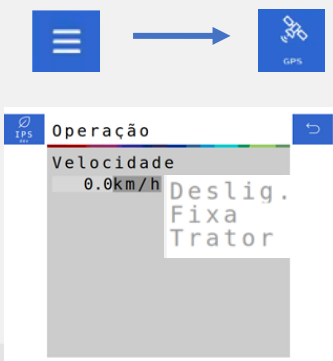 GPS
IPS
Operação
Velocidade
0.0km/h
Deslig.
Fixa
Trator